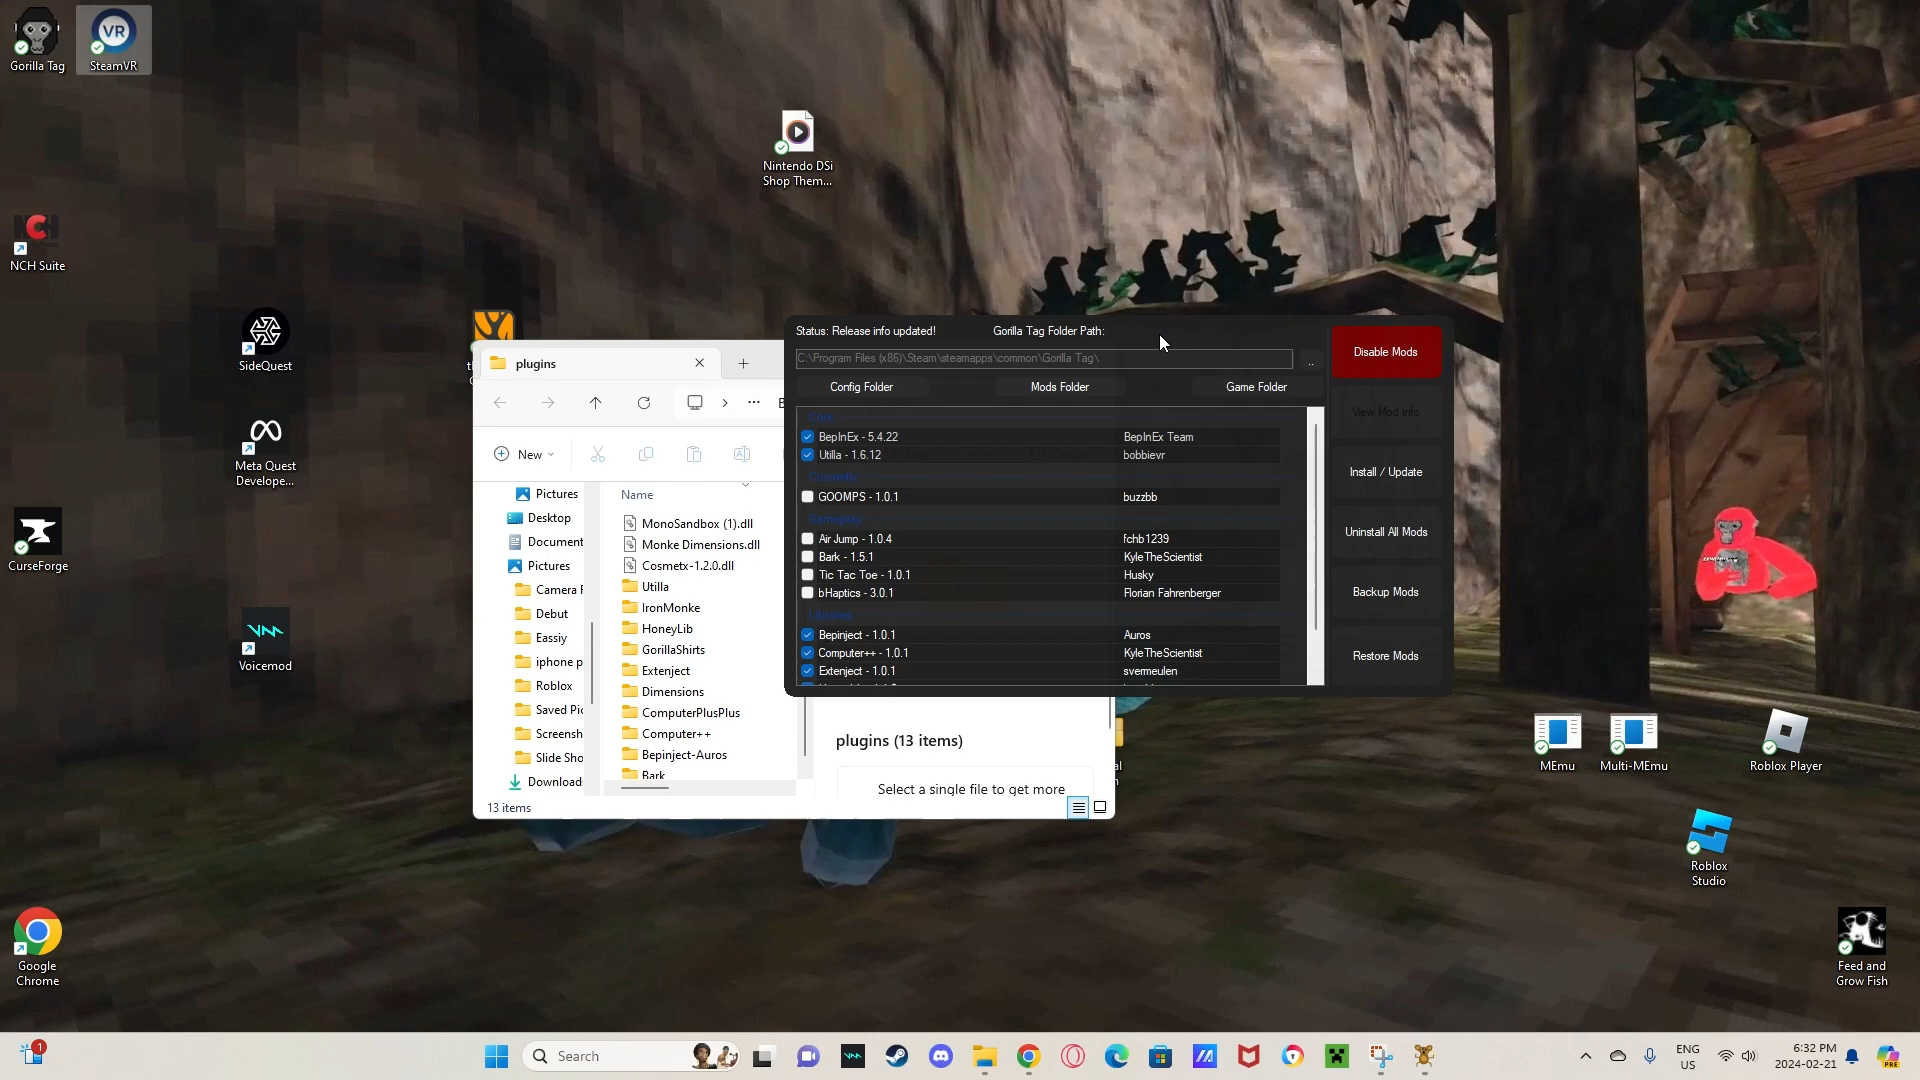 Gorilla Tag
SteamVR
Nintendo DSi
Shop Them...
NCH Suite
SideQuest
Meta Quest
Develope...
CurseForge
Voicemod
Google
Chrome
plugins
New
Pictures
Desktop
Document
Pictures
Camera
Debut
Eassiy
iphone p
Roblox
Saved Pic
Screensh
Slide Sho
Download
Name
MonoSandbox (1).dll
Monke Dimensions.dll
Cosmetx-1.2.0.dll
Utilla
IronMonke
HoneyLib
GorillaShirts
Extenject
Dimensions
ComputerPlusPlus
Computer++
Bepinject-Auros
Bark
plugins (13 items)
Select a single file to get more
13 items
Status: Release info updated!
Gorilla Tag Folder Path:
C:\Program Files (x86)\Steam\steamapps\common\Gorilla Tag\
..
Config Folder
Mods Folder
Game Folder
Core
BepInEx - 5.4.22 BepInEx Team
Utilla - 1.6.12 bobbievr
Cosmetic
GOOMPS - 1.0.1 buzzbb
Gameplay
Air Jump - 1.0.4 fchb1239
Bark - 1.5.1 KyleTheScientist
Tic Tac Toe - 1.0.1 Husky
bHaptics - 3.0.1 Florian Fahrenberger
Libraries
Bepinject - 1.0.1 Auros
Computer++ - 1.0.1 KyleTheScientist
Extenject - 1.0.1 svermeulen
Disable Mods
View Mod Info
Install / Update
Uninstall All Mods
Backup Mods
Restore Mods
MEmu
Multi-MEmu
Roblox Player
Roblox
Studio
Feed and
Grow Fish
1
Search
ENG
US
6:32 PM
2024-02-21
PRE